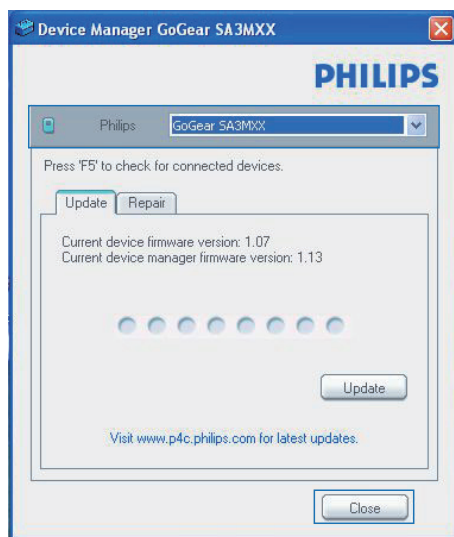 Device Manager GoGear SA3MXX
PHILIPS
Philips GoGear SA3MXX
Press 'F5' to check for connected devices.
Update Repair
Current device firmware version: 1.07
Current device manager firmware version: 1.13
Update
Visit www.p4c.philips.com for latest updates.
Close